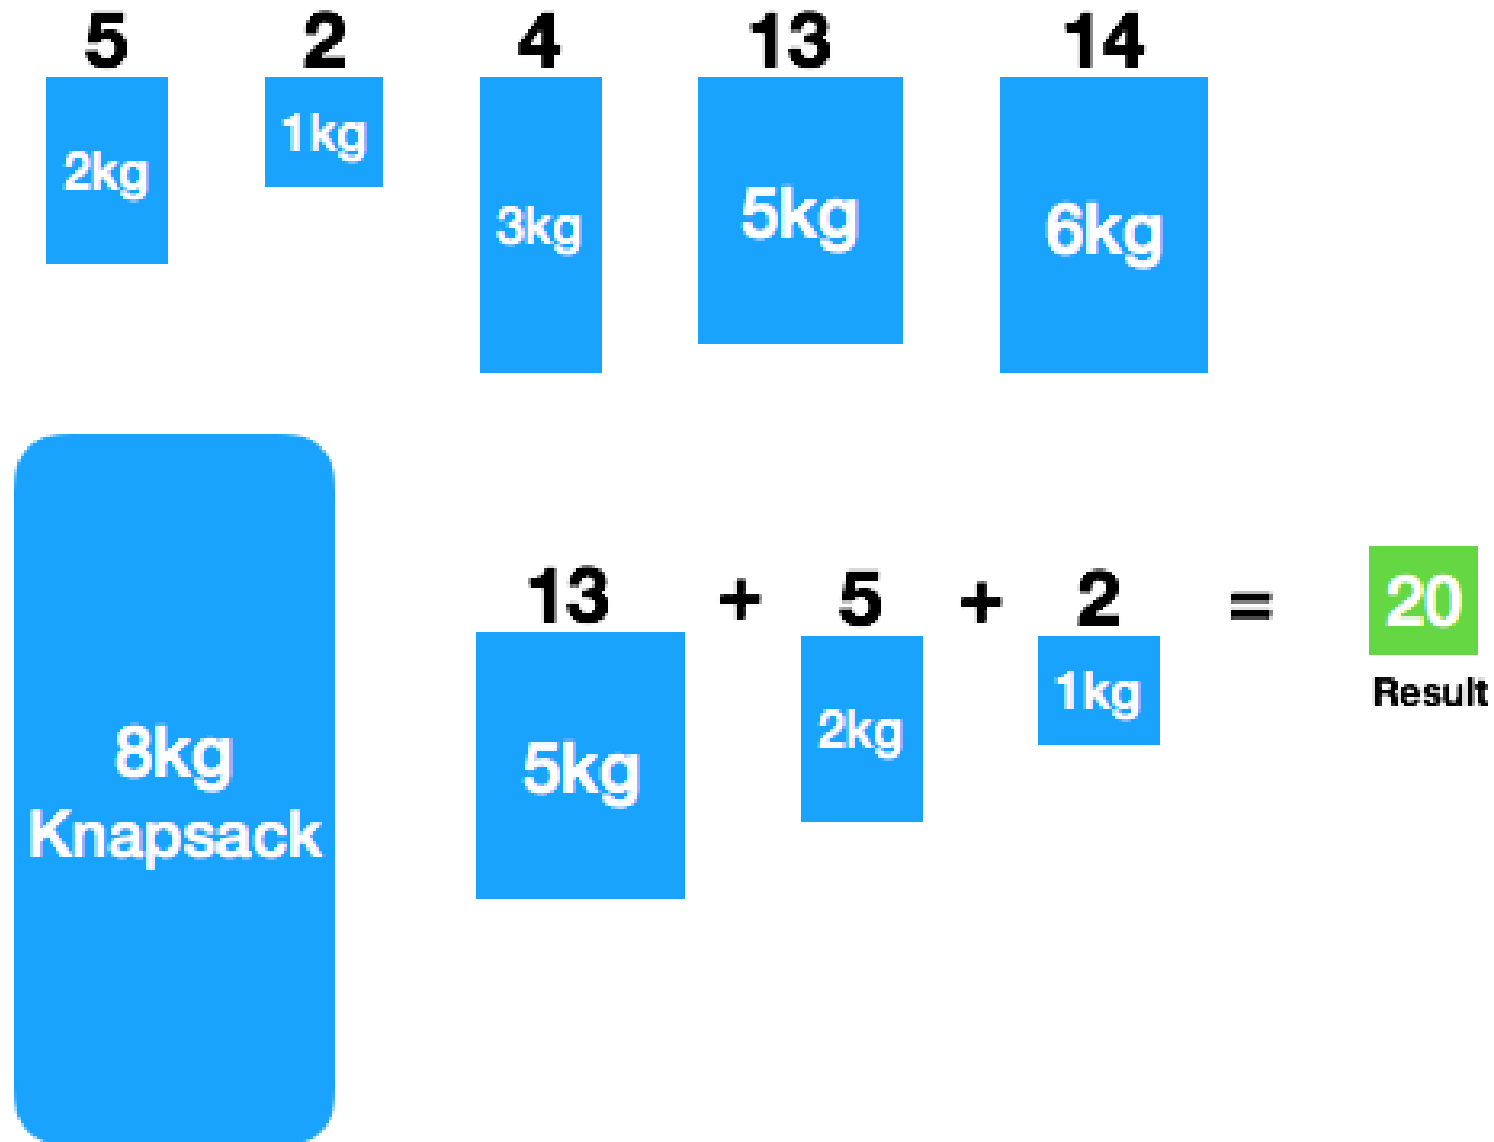 5 2 4 13 14
2kg 1kg 3kg 5kg 6kg
8kg
Knapsack
13 + 5 + 2 = 20
5kg 2kg 1kg
Result